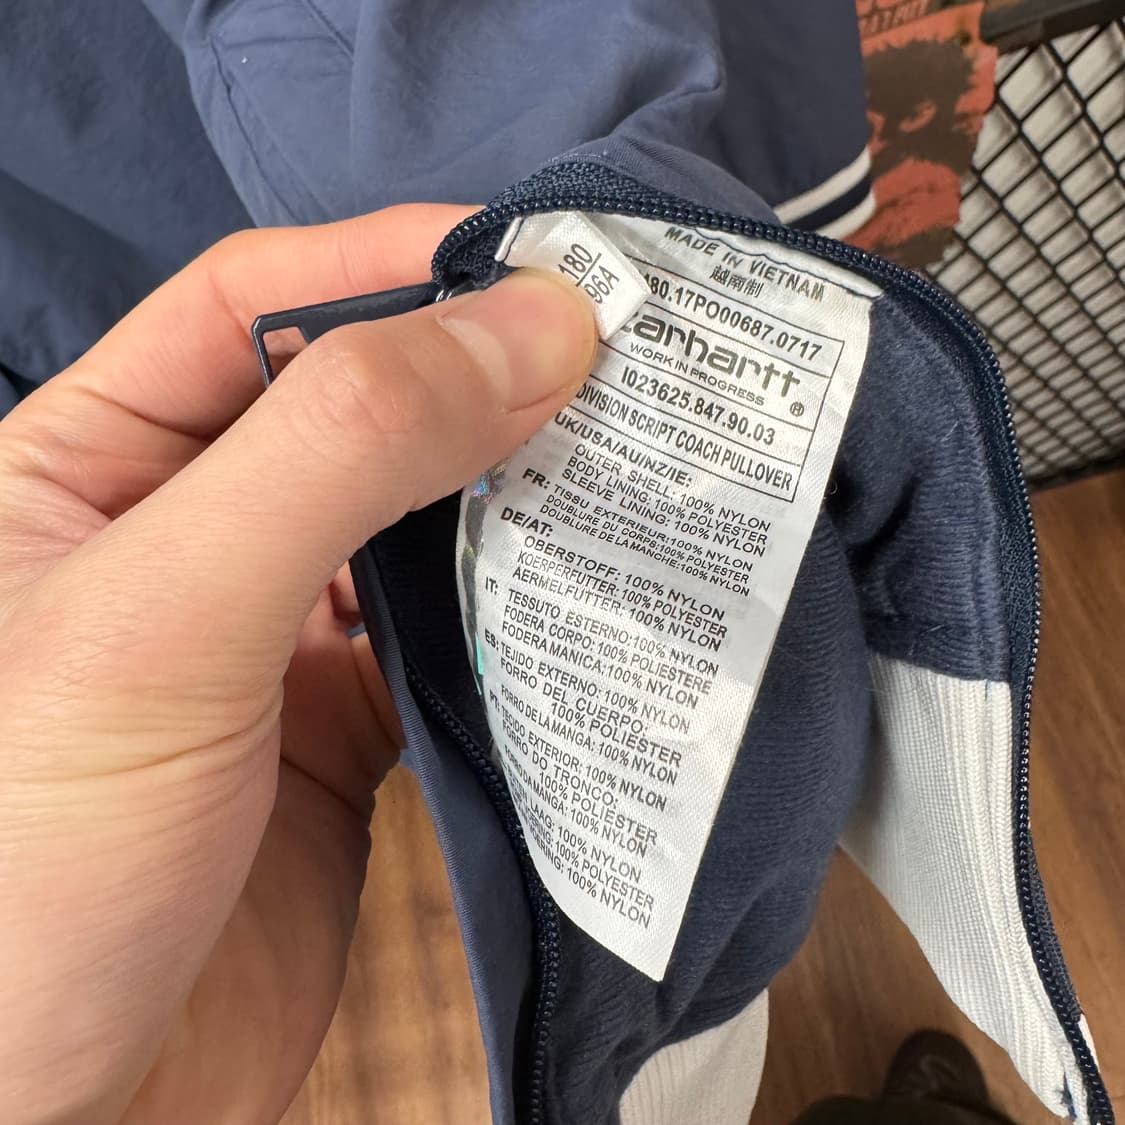 180
96A
MADE IN VIETNAM
越南制
180.17PO00687.0717
carhartt
WORK IN PROGRESS
®
I023625.847.90.03
DIVISION SCRIPT COACH PULLOVER
UK/USA/AU/NZ/IE:
OUTER SHELL: 100% NYLON
BODY LINING: 100% POLYESTER
SLEEVE LINING: 100% NYLON
FR: TISSU EXTERIEUR:100% NYLON
DOUBLURE DU CORPS:100% POLYESTER
DOUBLURE DE LA MANCHE:100% NYLON
DE/AT:
OBERSTOFF: 100% NYLON
KOERPERFUTTER: 100% POLYESTER
AERMELFUTTER: 100% NYLON
IT: TESSUTO ESTERNO:100% NYLON
FODERA CORPO: 100% POLIESTERE
FODERA MANICA: 100% NYLON
ES: TEJIDO EXTERNO: 100% NYLON
FORRO DEL CUERPO:
100% POLIESTER
FORRO DE LA MANGA: 100% NYLON
PT: TECIDO EXTERIOR: 100% NYLON
FORRO DO TRONCO:
100% POLIESTER
FORRO DA MANGA: 100% NYLON
LAAG: 100% NYLON
100% POLYESTER
100% NYLON